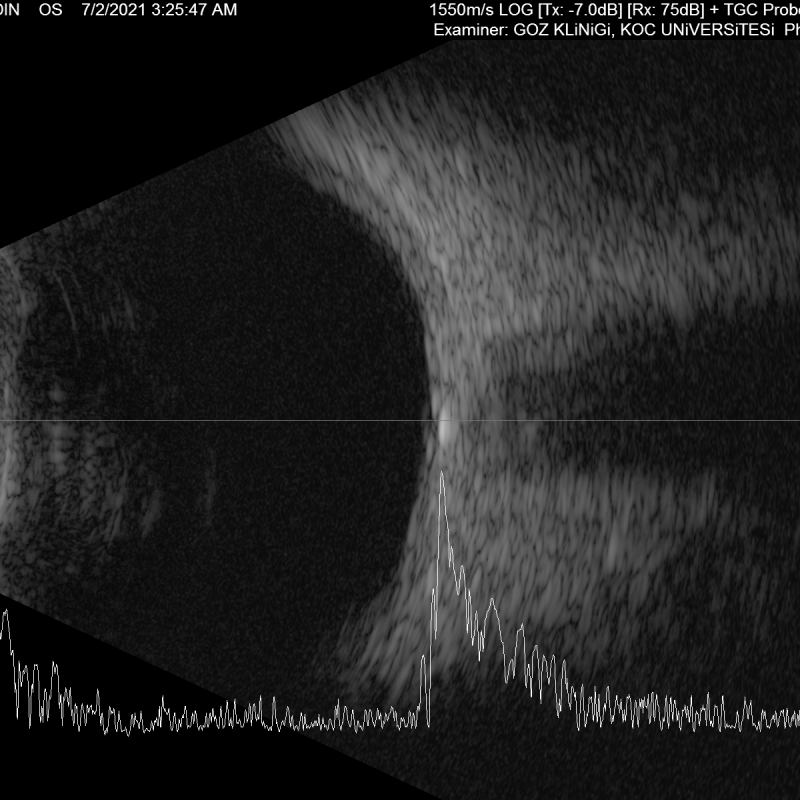 OS 7/2/2021 3:25:47 AM 1550m/s LOG [Tx: -7.0dB] [Rx: 75dB] + TGC
Examiner: GOZ KLiNiGi, KOC UNiVERSiTESi